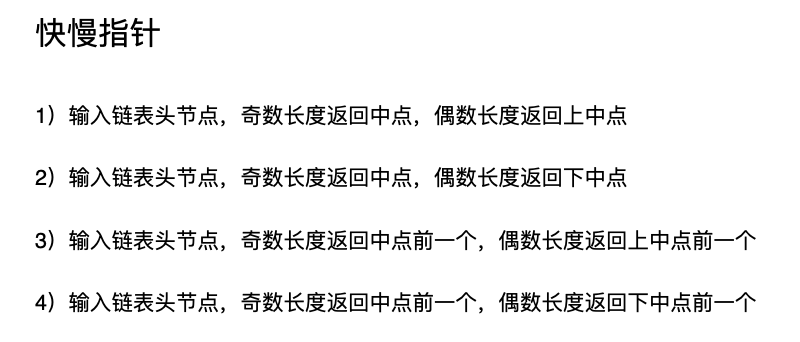 快慢指针
1）输入链表头节点，奇数长度返回中点，偶数长度返回上中点
2）输入链表头节点，奇数长度返回中点，偶数长度返回下中点
3）输入链表头节点，奇数长度返回中点前一个，偶数长度返回上中点前一个
4）输入链表头节点，奇数长度返回中点前一个，偶数长度返回下中点前一个